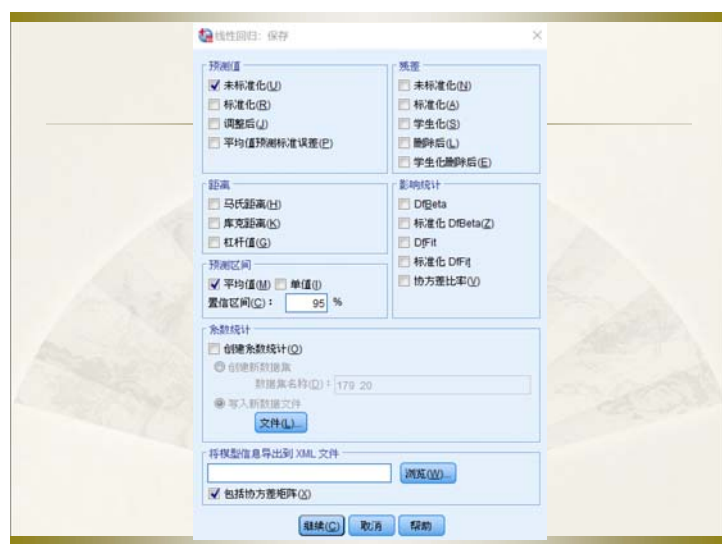 线性回归：保存
预测值
未标准化(U)
标准化(R)
调整后(J)
平均值预测标准误差(P)
残差
未标准化(N)
标准化(A)
学生化(S)
删除后(L)
学生化删除后(E)
距离
马氏距离(H)
库克距离(K)
杠杆值(G)
影响统计
DfBeta
标准化 DfBeta(Z)
DfFit
标准化 DfFit
协方差比率(V)
预测区间
平均值(M) 单值(I)
置信区间(C)： 95 %
系数统计
创建系数统计(O)
创建新数据集
数据集名称(D)： 179 20
写入新数据文件
文件(L)...
将模型信息导出到 XML 文件
浏览(W)...
包括协方差矩阵(X)
继续(C) 取消 帮助